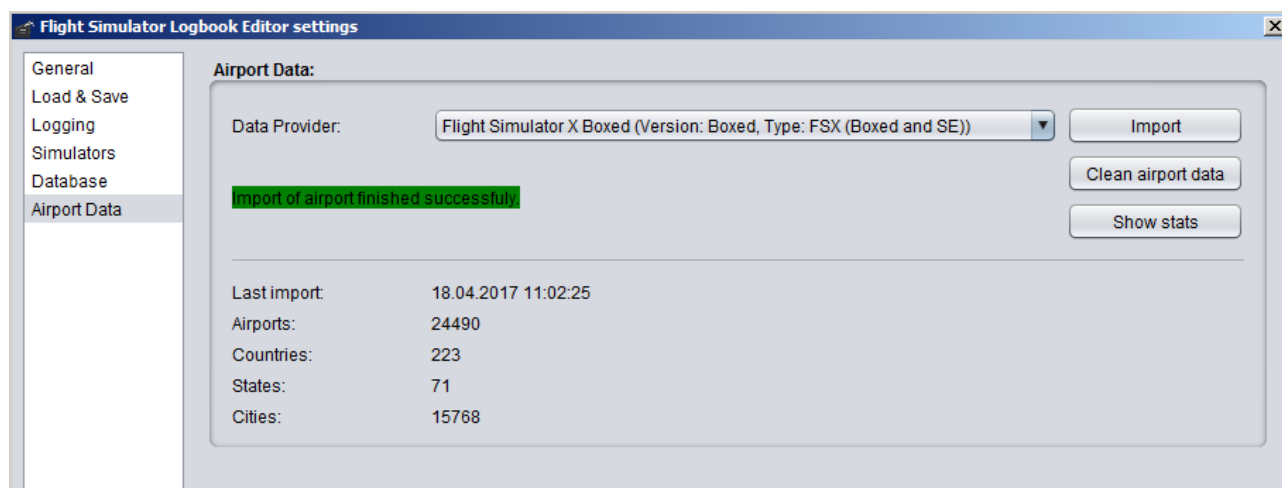 Flight Simulator Logbook Editor settings
General
Load & Save
Logging
Simulators
Database
Airport Data
Airport Data:
Data Provider: Flight Simulator X Boxed (Version: Boxed, Type: FSX (Boxed and SE)) Import
Clean airport data
Import of airport finished successfuly.
Show stats
Last import: 18.04.2017 11:02:25
Airports: 24490
Countries: 223
States: 71
Cities: 15768